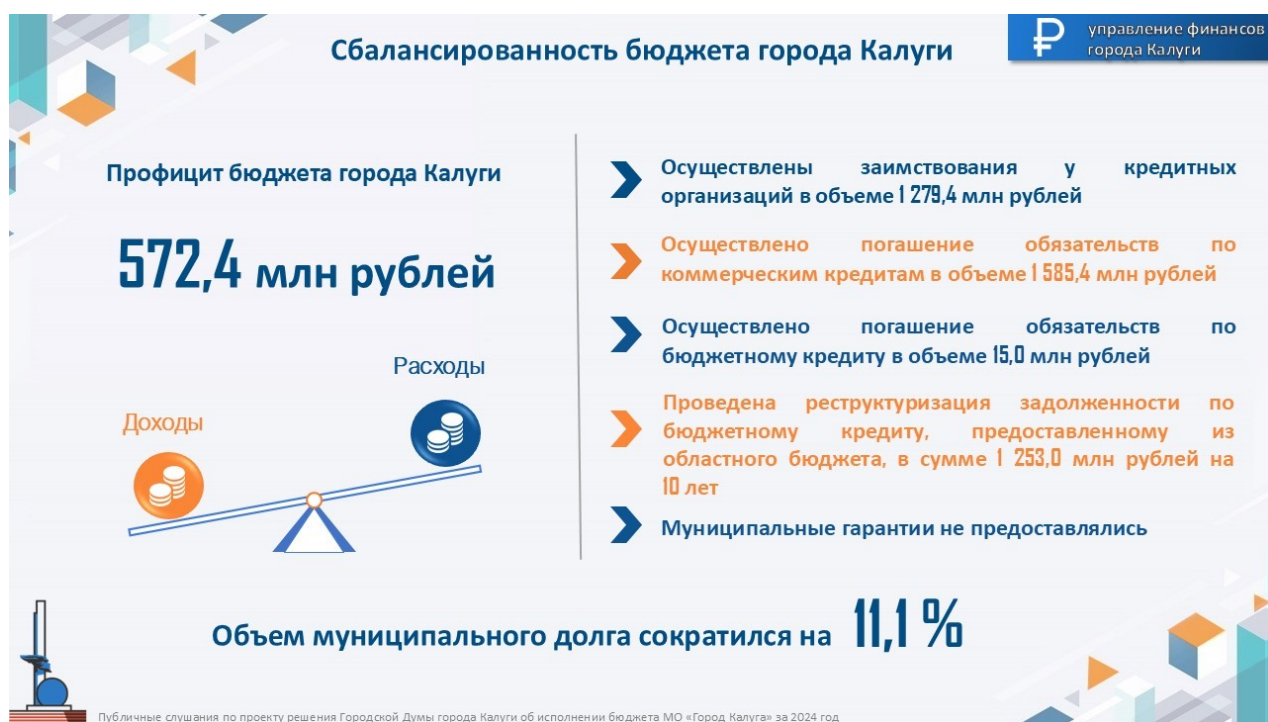 Сбалансированность бюджета города Калуги
управление финансов
города Калуги
Профицит бюджета города Калуги
572,4 млн рублей
Расходы
Доходы
Осуществлены заимствования у кредитных
организаций в объеме 1 279,4 млн рублей
Осуществлено погашение обязательств по
коммерческим кредитам в объеме 1 585,4 млн рублей
Осуществлено погашение обязательств по
бюджетному кредиту в объеме 15,0 млн рублей
Проведена реструктуризация задолженности по
бюджетному кредиту, предоставленному из
областного бюджета, в сумме 1 253,0 млн рублей на
10 лет
Муниципальные гарантии не предоставлялись
Объем муниципального долга сократился на 11,1 %
Публичные слушания по проекту решения Городской Думы города Калуги об исполнении бюджета МО «Город Калуга» за 2024 год